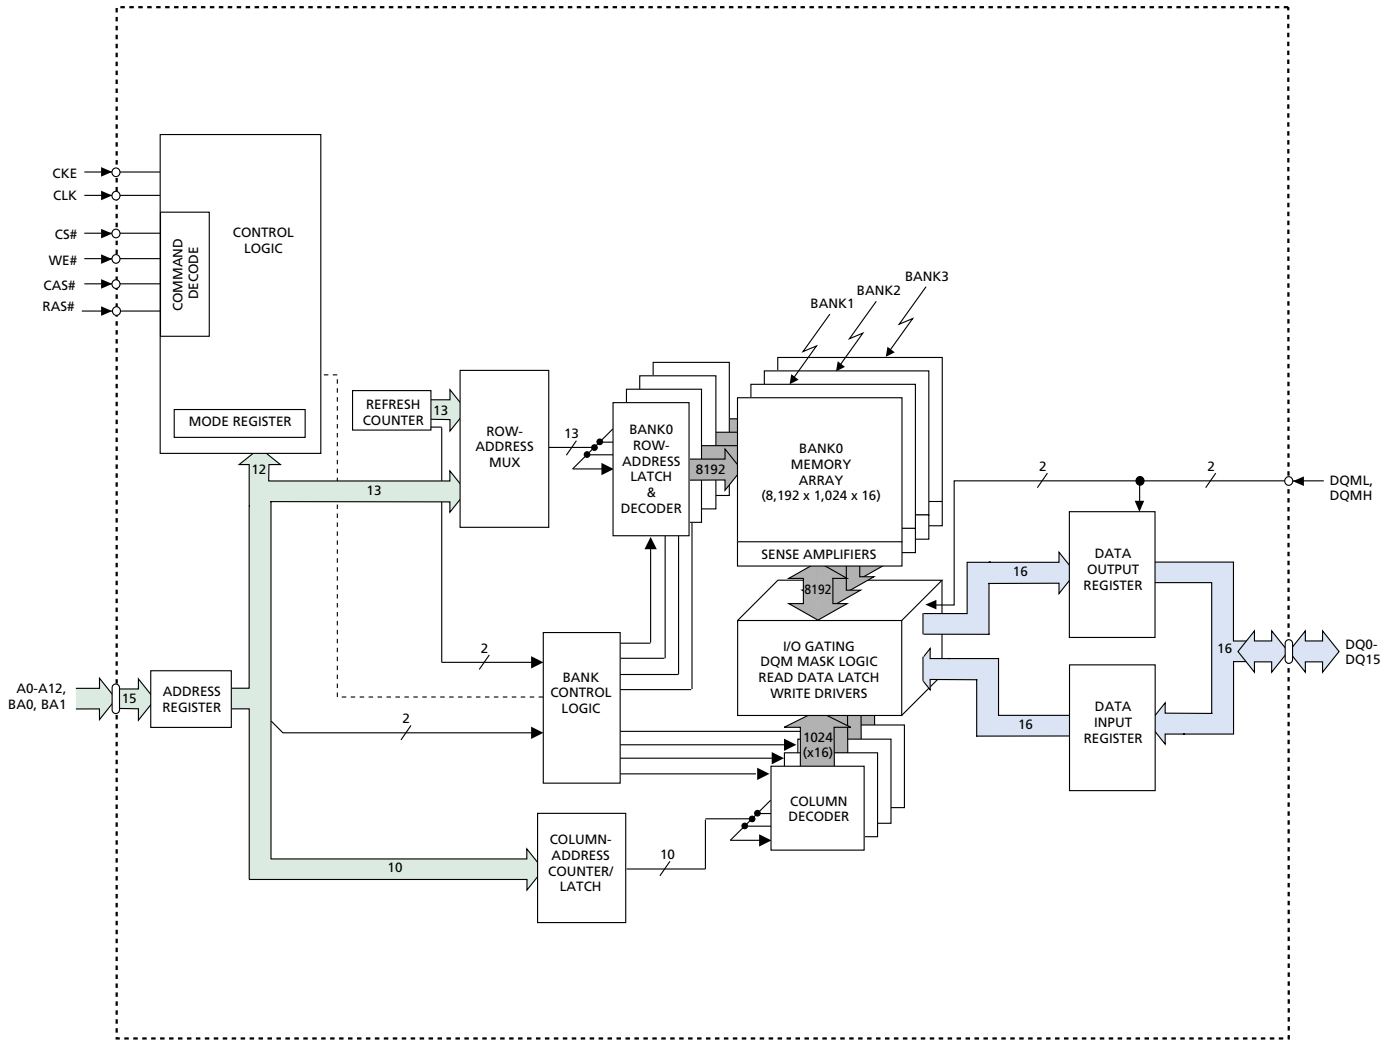 CKE
CLK
CS#
WE#
CAS#
RAS#
COMMAND
DECODE
CONTROL
LOGIC
MODE REGISTER
12
REFRESH
COUNTER
13
13
ROW-
ADDRESS
MUX
13
BANK0
ROW-
ADDRESS
LATCH
&
DECODER
8192
BANK1
BANK2
BANK3
BANK0
MEMORY
ARRAY
(8,192 x 1,024 x 16)
SENSE AMPLIFIERS
8192
I/O GATING
DQM MASK LOGIC
READ DATA LATCH
WRITE DRIVERS
2
2
DQML,
DQMH
DATA
OUTPUT
REGISTER
16
16
DQ0-
DQ15
16
DATA
INPUT
REGISTER
A0-A12,
BA0, BA1
15
ADDRESS
REGISTER
2
2
BANK
CONTROL
LOGIC
1024
(x16)
COLUMN
DECODER
10
COLUMN-
ADDRESS
COUNTER/
LATCH
10